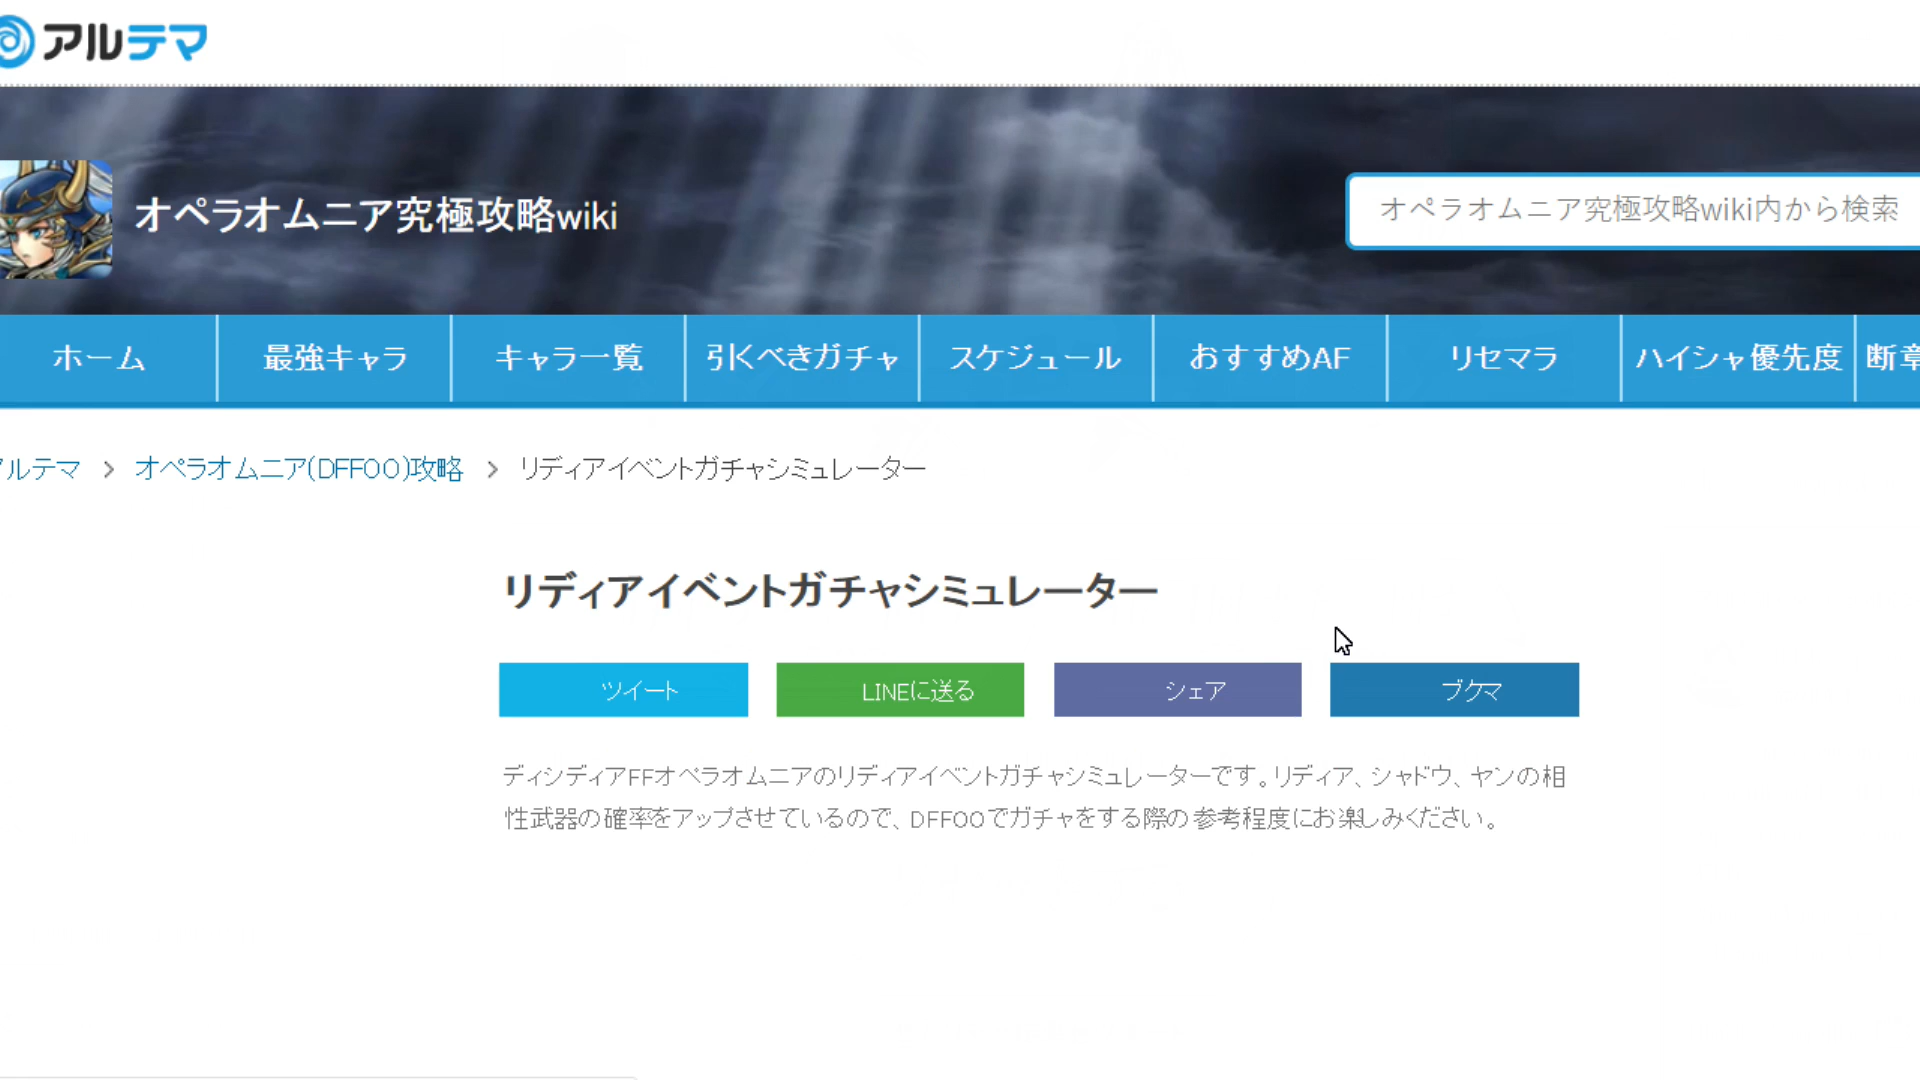 アルテマ
オペラオムニア究極攻略wiki
オペラオムニア究極攻略wiki内から検索
ホーム 最強キャラ キャラ一覧 引くべきガチャ スケジュール おすすめAF リセマラ ハイシャ優先度 断章
ルテマ > オペラオムニア(DFFOO)攻略 > リディアイベントガチャシミュレーター
リディアイベントガチャシミュレーター
ツイート LINEに送る シェア ブクマ
ディシディアFFオペラオムニアのリディアイベントガチャシミュレーターです。リディア、シャドウ、ヤンの相
性武器の確率をアップさせているので、DFFOOでガチャをする際の参考程度にお楽しみください。